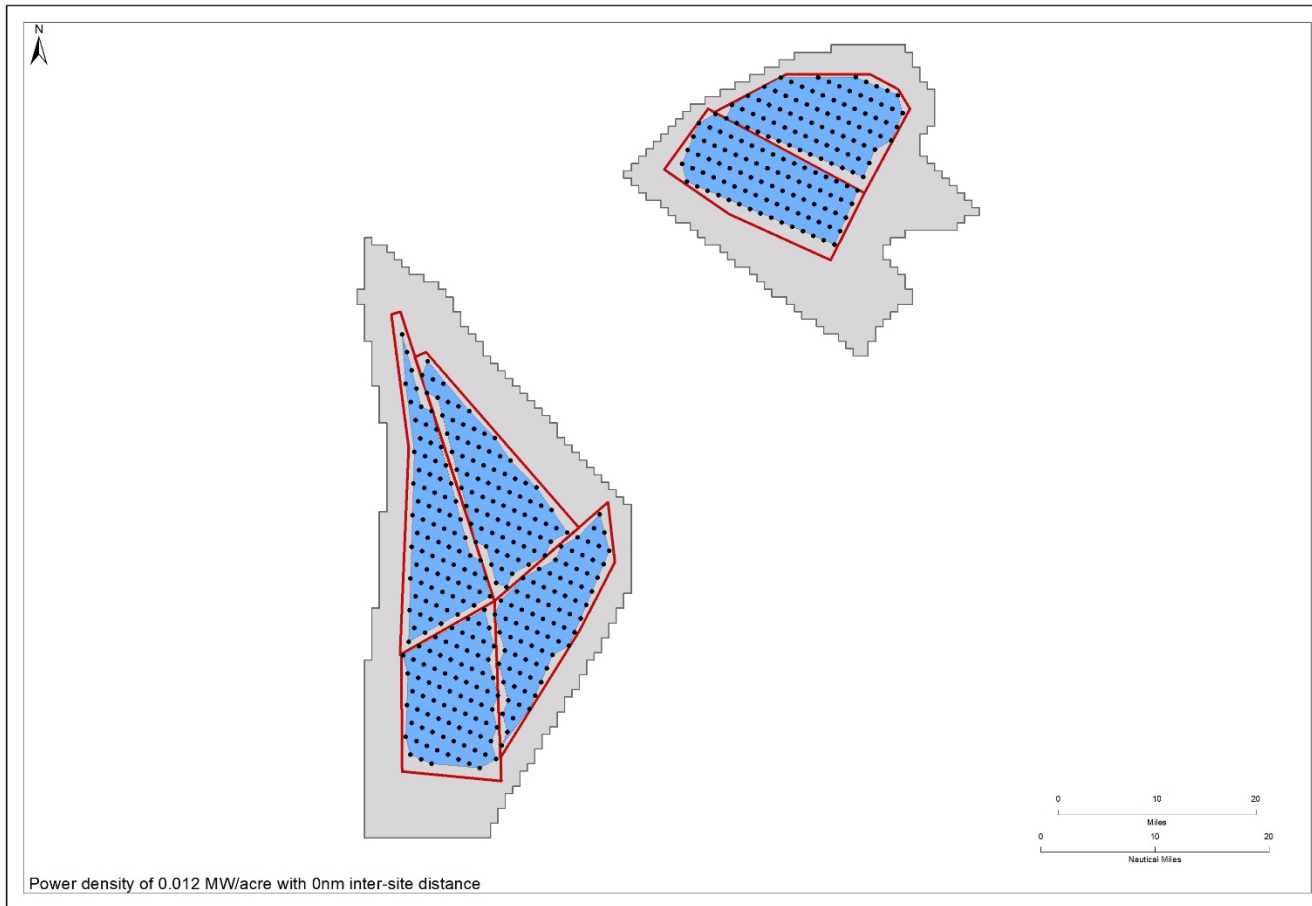 N
0 10 20
Miles
0 10 20
Nautical Miles
Power density of 0.012 MW/acre with 0nm inter-site distance